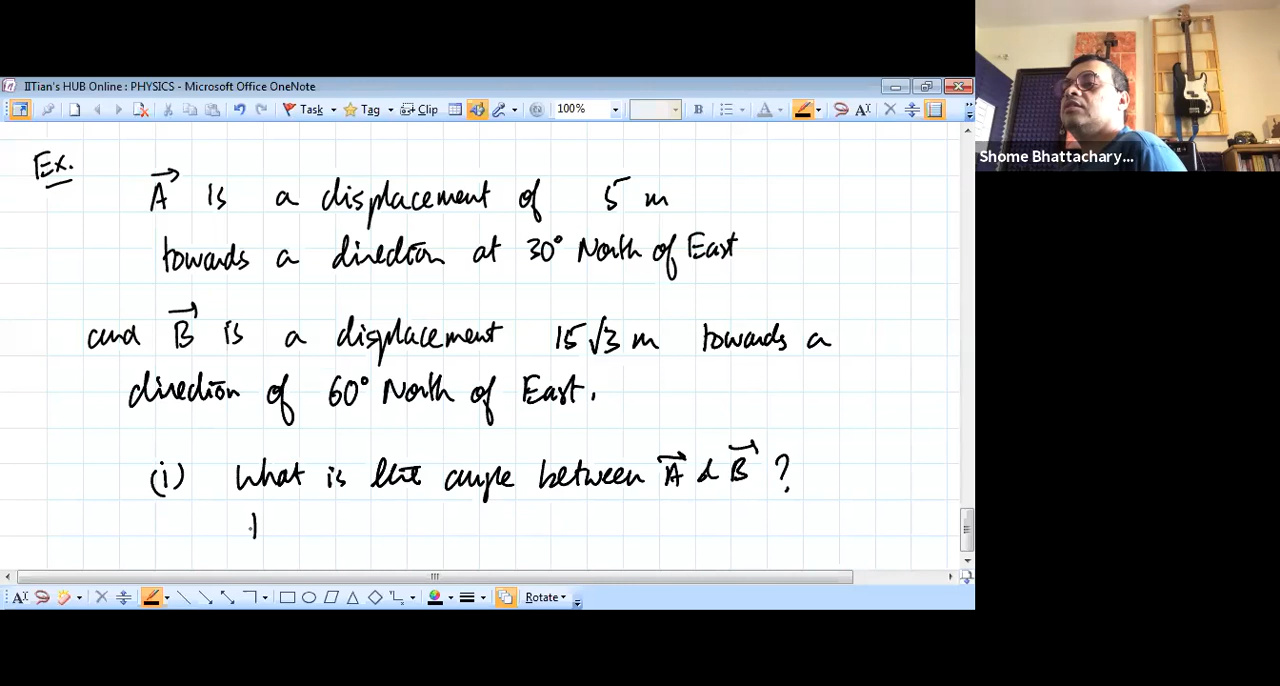 IITian's HUB Online : PHYSICS - Microsoft Office OneNote
Task Tag Clip 100% B A
Shome Bhattachary...
Ex.
A is a displacement of 5 m
towards a direction at 30° North of East
and B is a displacement 15√3 m towards a
direction of 60° North of East.
(i) What is the angle between A & B ?
Rotate